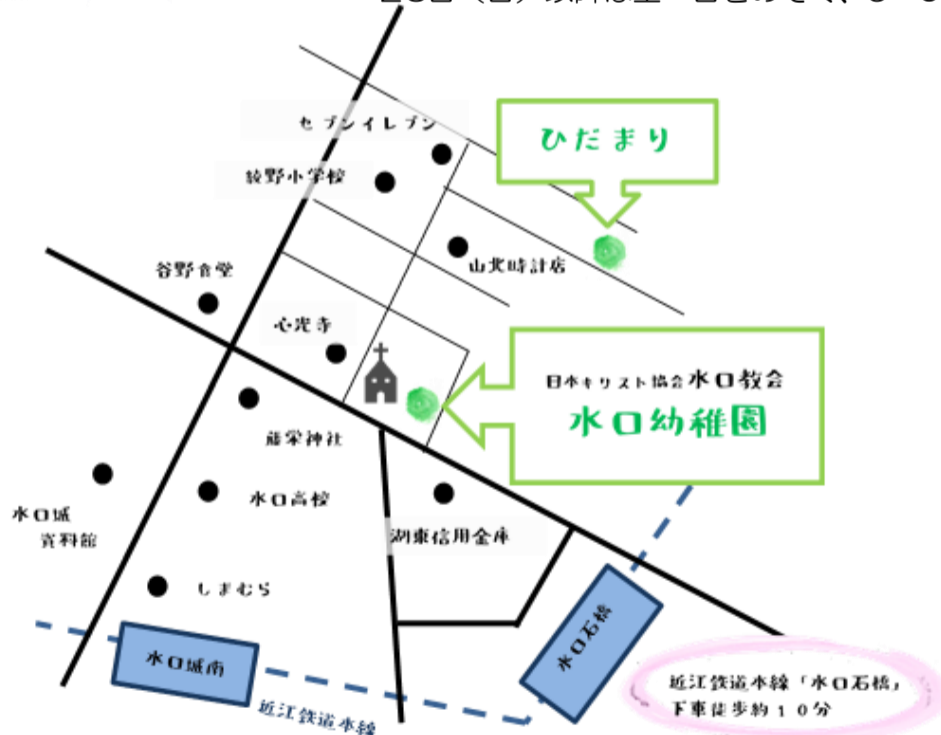 セブンイレブン
綾野小学校
ひだまり
山北時計店
谷野食堂
心光寺
日本キリスト協会水口教会
水口幼稚園
藤栄神社
水口高校
水口城
資料館
湖東信用金庫
しまむら
水口石橋
水口城南
近江鉄道本線
近江鉄道本線「水口石橋」
下車徒歩約10分